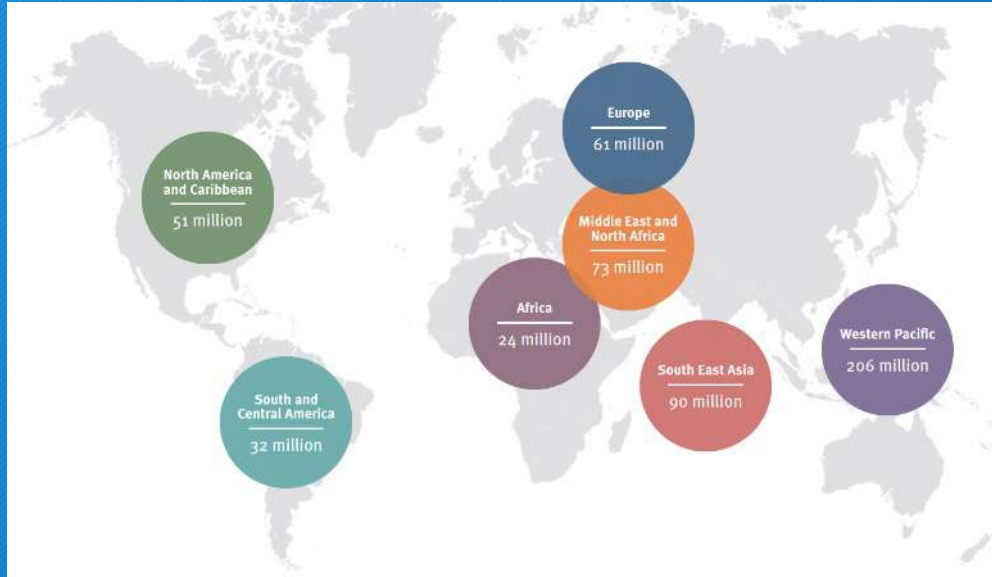 Europe
61 million
North America
and Caribbean
51 million
Middle East and
North Africa
73 million
Africa
24 million
Western Pacific
206 million
South East Asia
90 million
South and
Central America
32 million